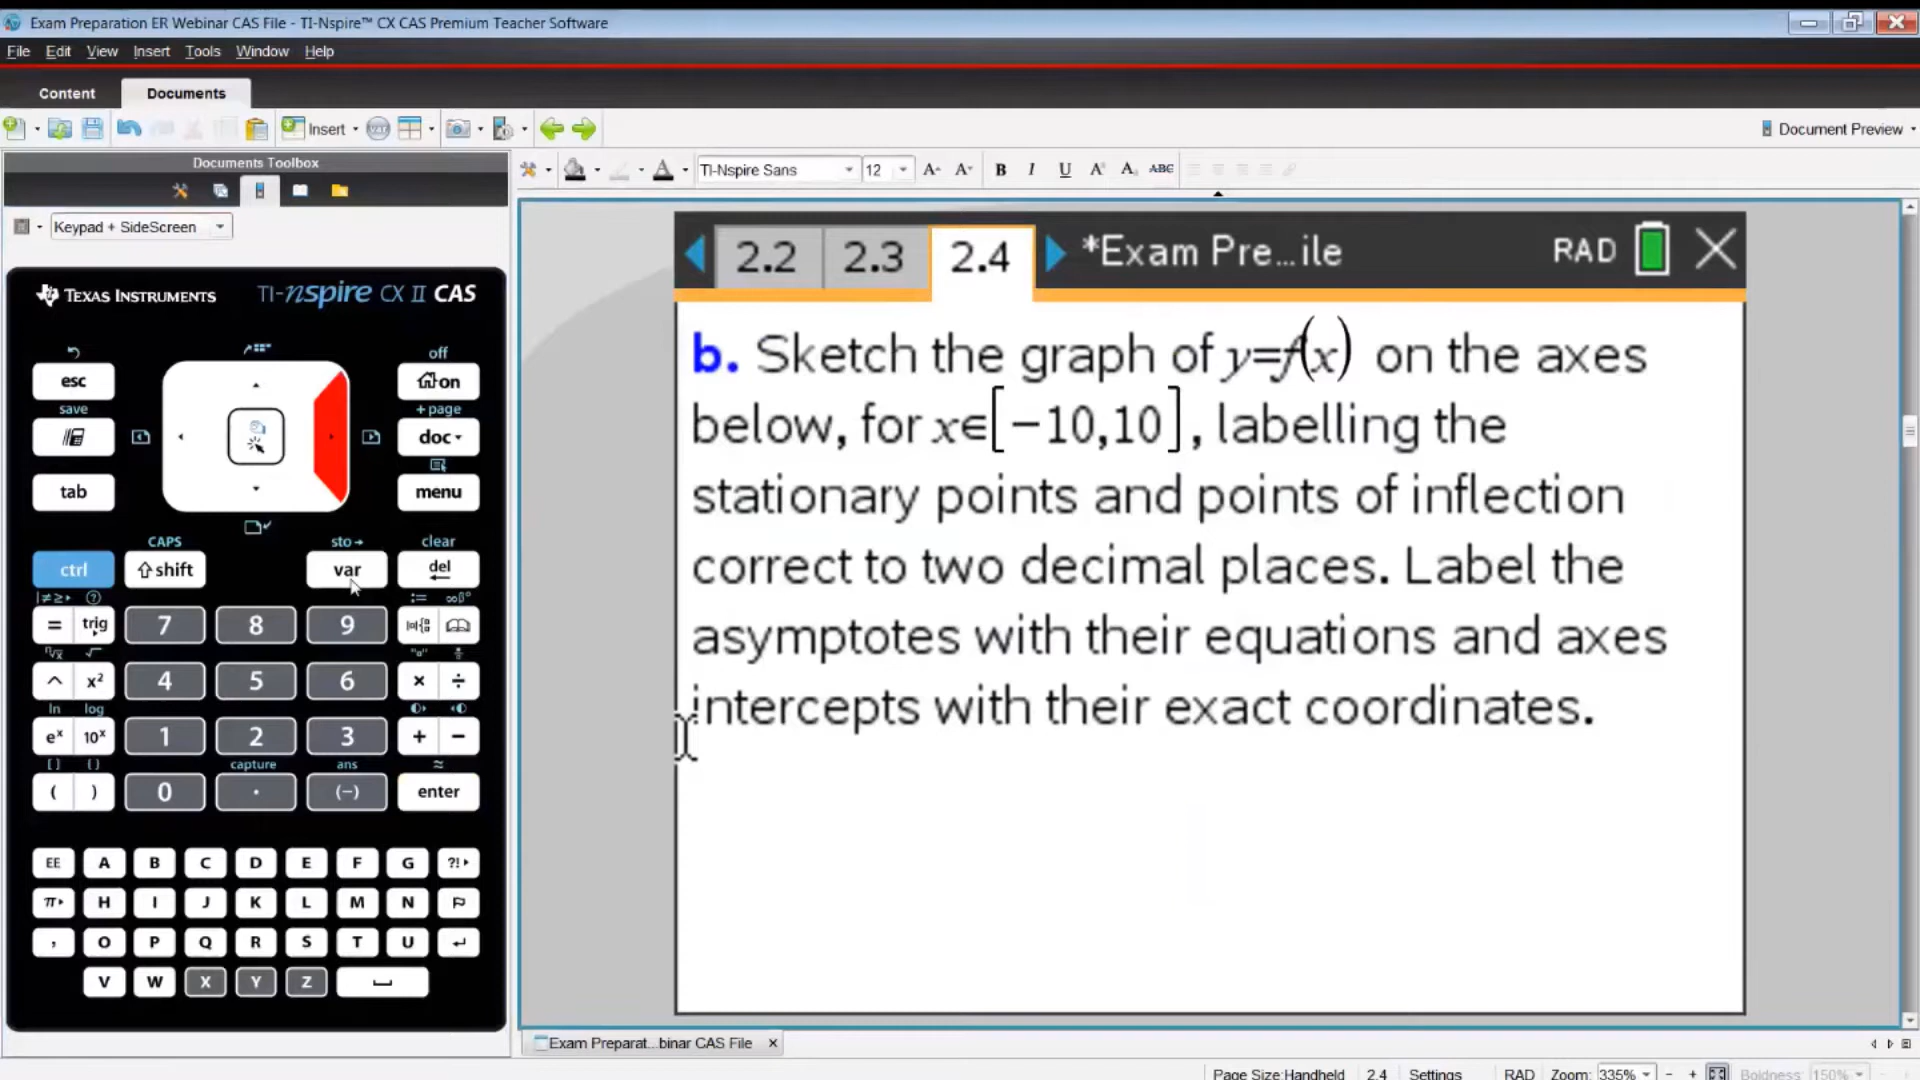 Exam Preparation ER Webinar CAS File - TI-Nspire™ CX CAS Premium Teacher Software
File Edit View Insert Tools Window Help
Content Documents
Insert
Document Preview
Documents Toolbox
TI-Nspire Sans 12 A A B I U A A ABC
Keypad + SideScreen
2.2 2.3 2.4 *Exam Pre...ile RAD
b. Sketch the graph of y=f(x) on the axes
below, for x∈[−10,10], labelling the
stationary points and points of inflection
correct to two decimal places. Label the
asymptotes with their equations and axes
intercepts with their exact coordinates.
TEXAS INSTRUMENTS TI-nspire CX II CAS
off
esc on
save + page
doc
tab menu
CAPS sto→ clear
ctrl shift var del
|≠≥▸ ? := ∞β°
= trig 7 8 9
ⁿ√x √ "□"
^ x² 4 5 6 × ÷
ln log
eˣ 10ˣ 1 2 3 + −
[ ] { } capture ans ≈
( ) 0 . (−) enter
EE A B C D E F G ?!▸
π▸ H I J K L M N
, O P Q R S T U
V W X Y Z
Exam Preparat...binar CAS File
Page Size:Handheld 2.4 Settings RAD Zoom: 335% − + Boldness: 150%